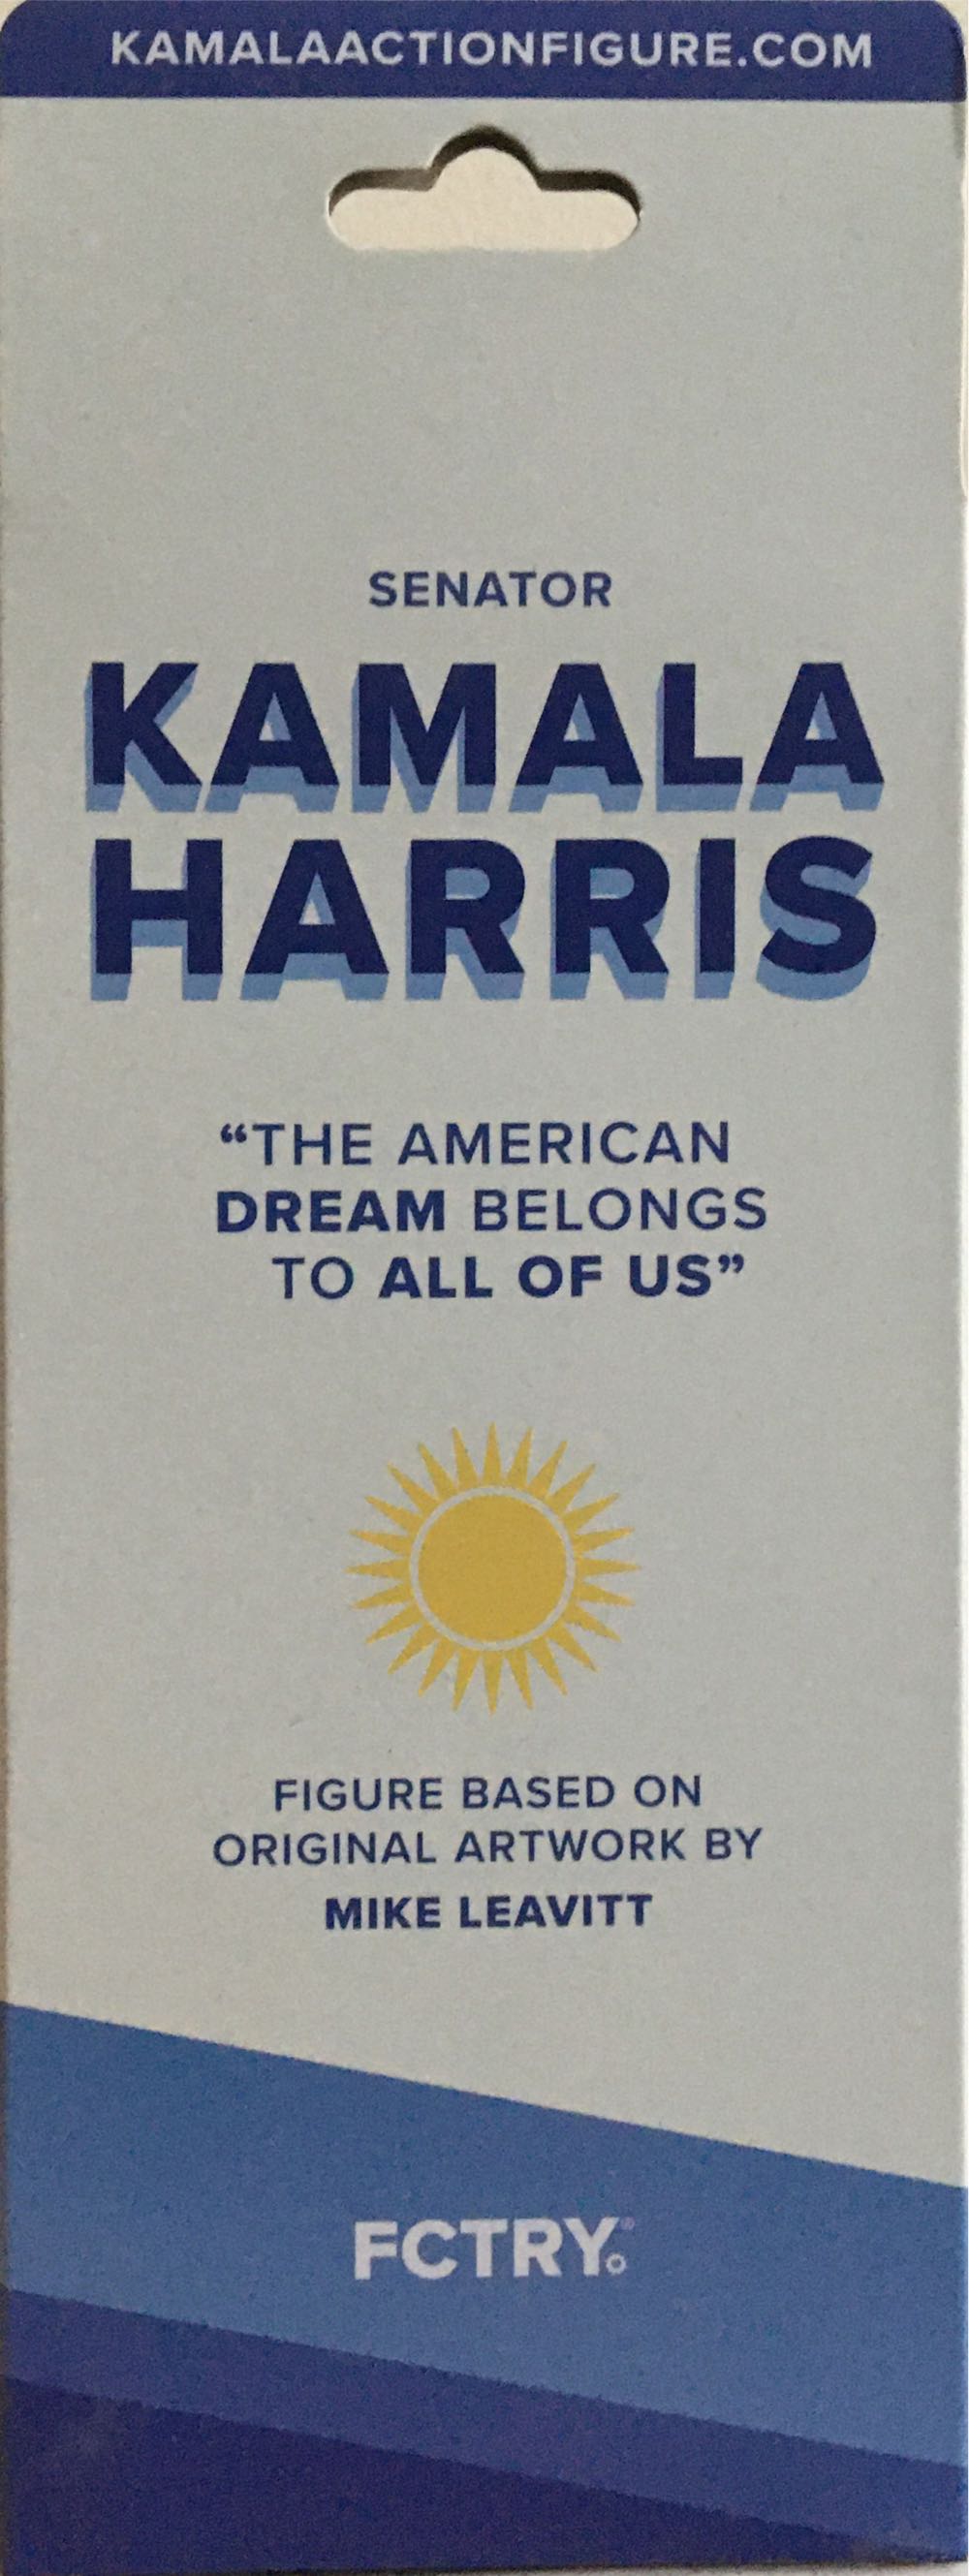 KAMALAACTIONFIGURE.COM
SENATOR
KAMALA
HARRIS
“THE AMERICAN
DREAM BELONGS
TO ALL OF US”
FIGURE BASED ON
ORIGINAL ARTWORK BY
MIKE LEAVITT
FCTRY®